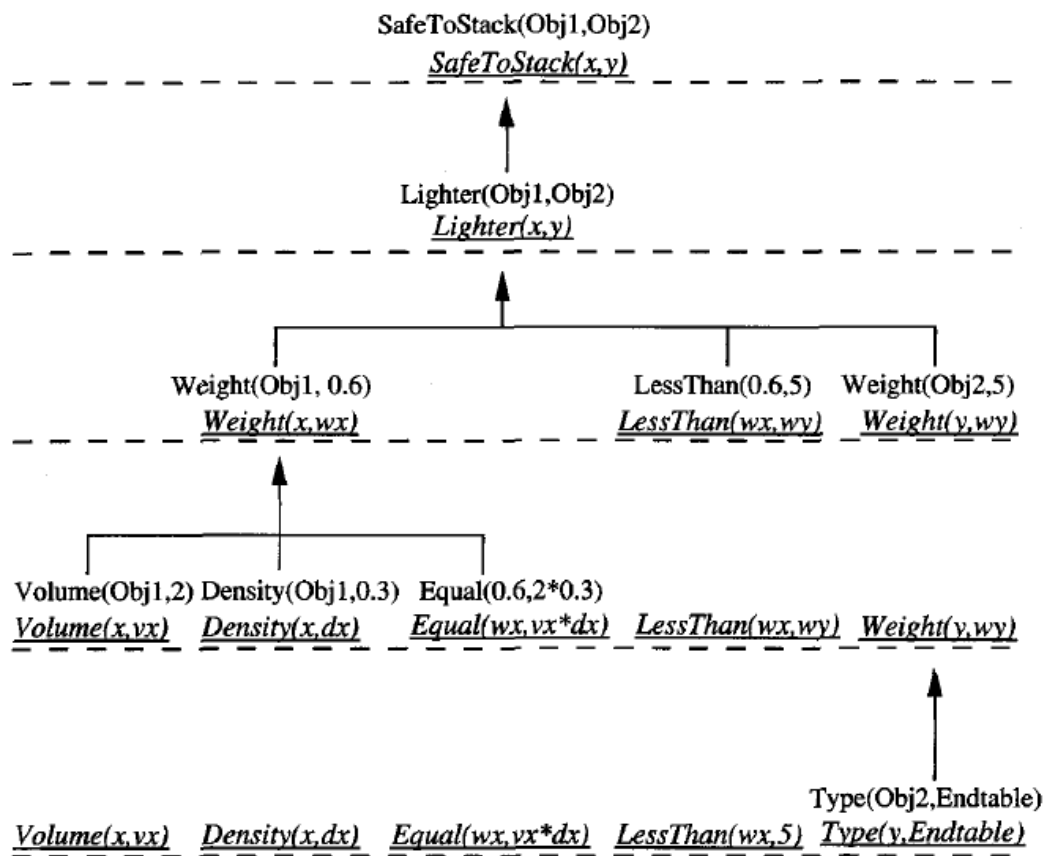 SafeToStack(Obj1,Obj2)
SafeToStack(x,y)
Lighter(Obj1,Obj2)
Lighter(x,y)
Weight(Obj1, 0.6) LessThan(0.6,5) Weight(Obj2,5)
Weight(x,wx) LessThan(wx,wy) Weight(y,wy)
Volume(Obj1,2) Density(Obj1,0.3) Equal(0.6,2*0.3)
Volume(x,vx) Density(x,dx) Equal(wx,vx*dx) LessThan(wx,wy) Weight(y,wy)
Type(Obj2,Endtable)
Volume(x,vx) Density(x,dx) Equal(wx,vx*dx) LessThan(wx,5) Type(y,Endtable)